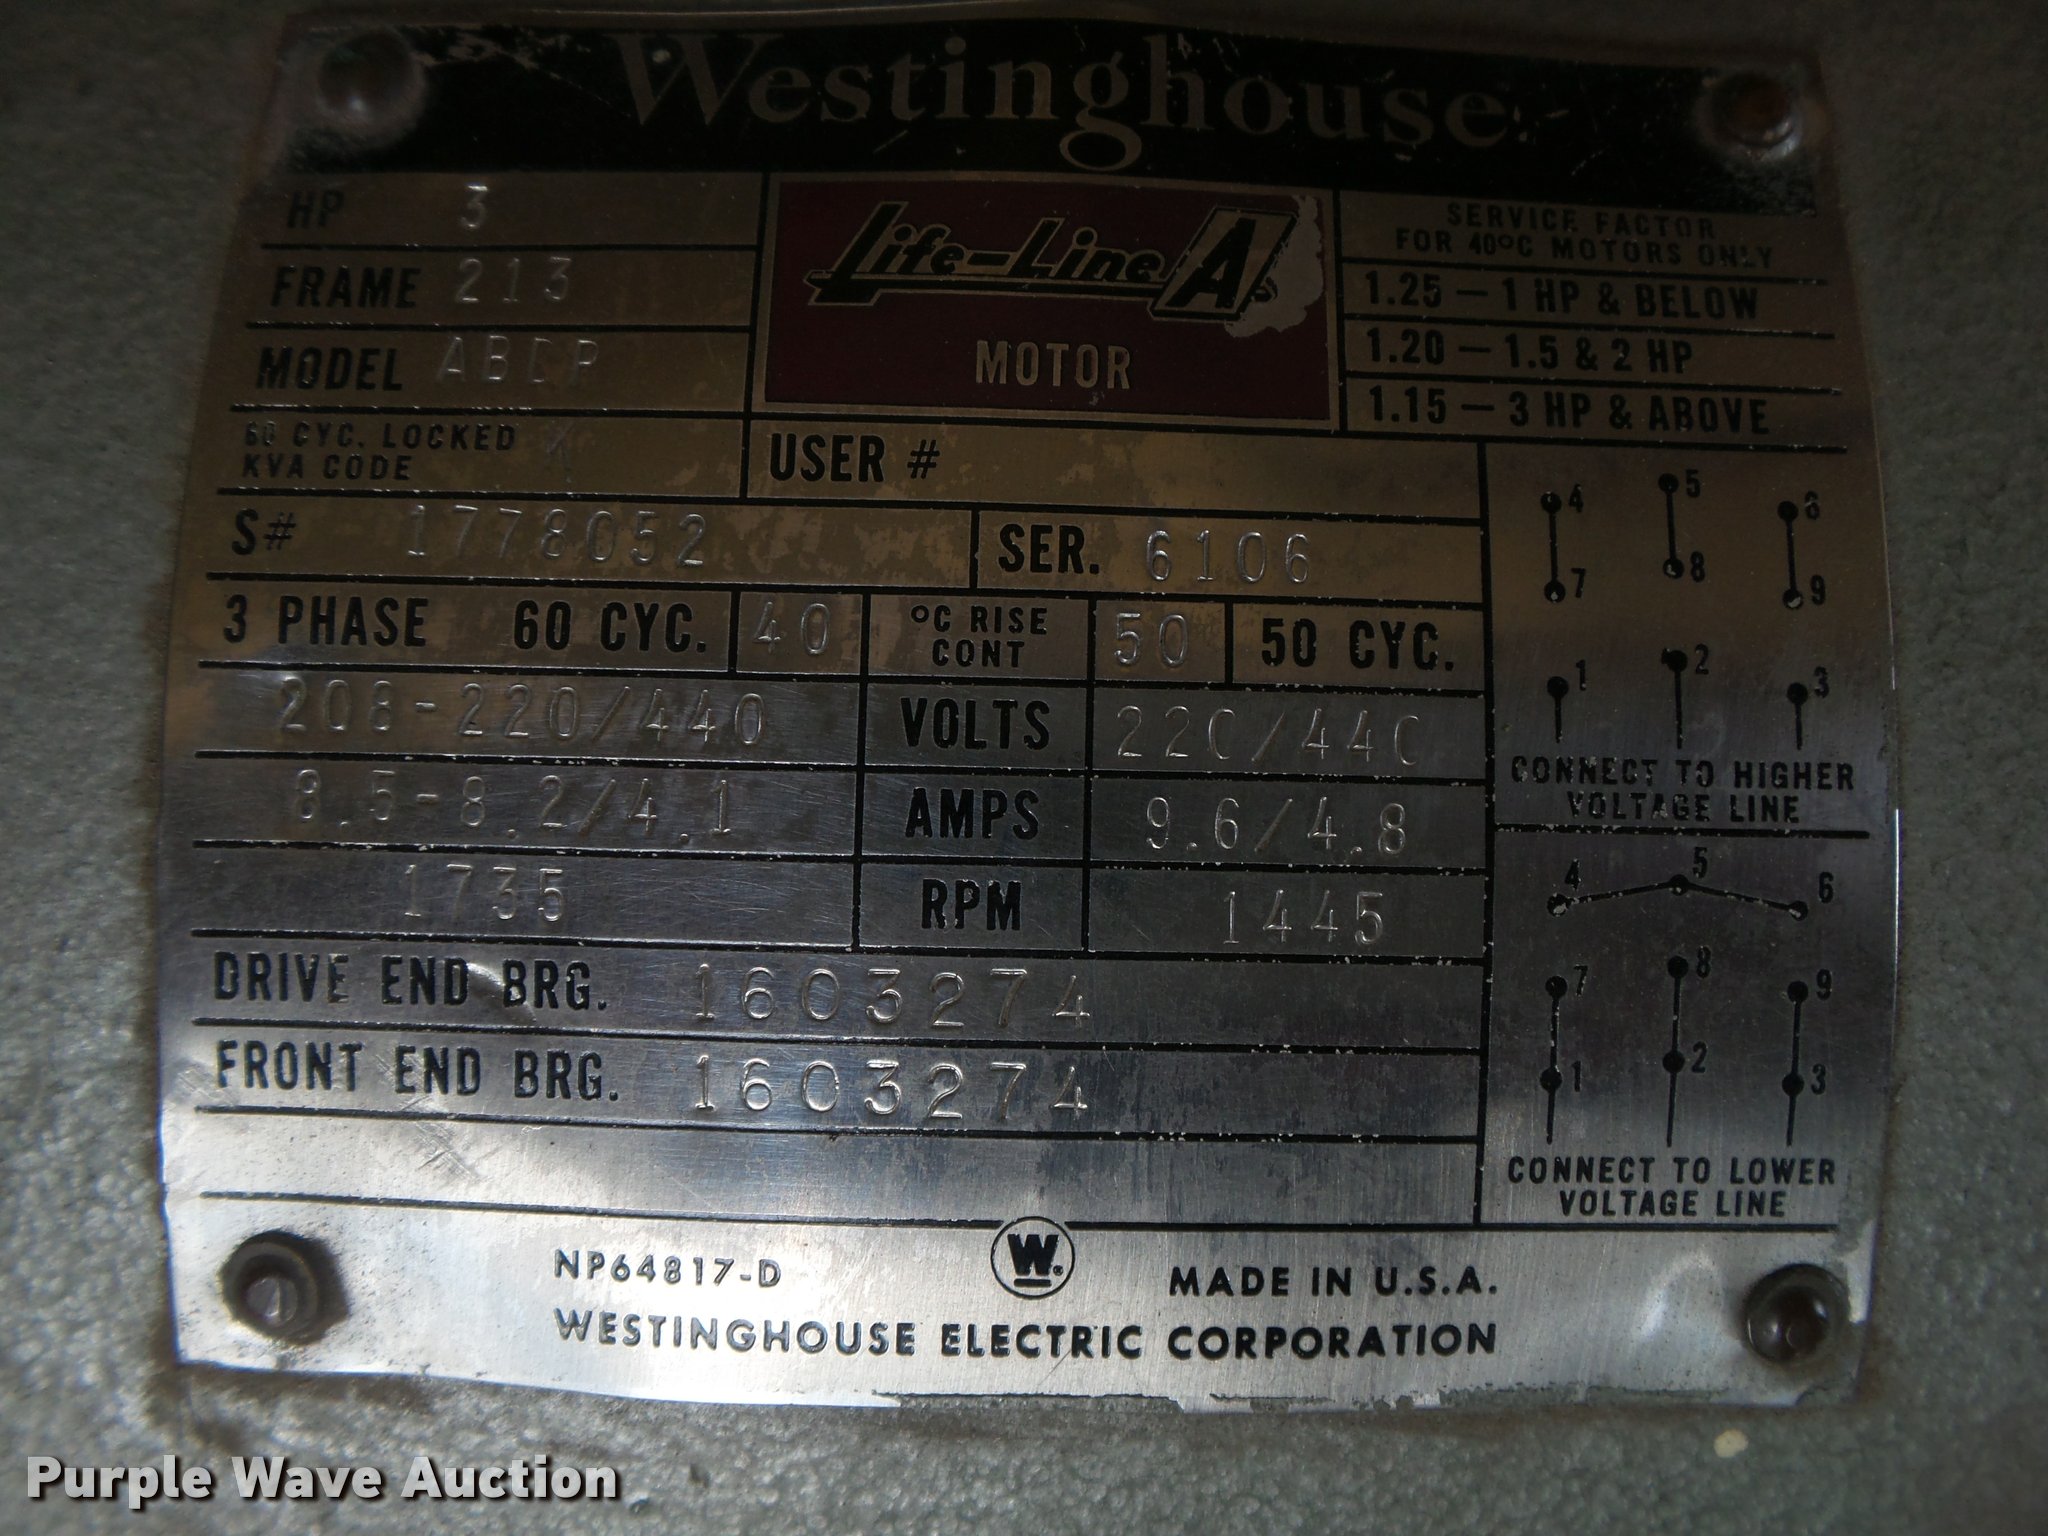 Westinghouse
HP 3
FRAME 213
MODEL ABDP
60 CYC. LOCKED
KVA CODE K
Life-Line A
MOTOR
SERVICE FACTOR
FOR 40°C MOTORS ONLY
1.25 — 1 HP & BELOW
1.20 — 1.5 & 2 HP
1.15 — 3 HP & ABOVE
USER #
S# 1778052 SER. 6106
3 PHASE 60 CYC. 40 °C RISE CONT 50 50 CYC.
208-220/440 VOLTS 220/440
8.5-8.2/4.1 AMPS 9.6/4.8
1735 RPM 1445
DRIVE END BRG. 1603274
FRONT END BRG. 1603274
4 5 6
7 8 9
1 2 3
CONNECT TO HIGHER
VOLTAGE LINE
4 5 6
7 8 9
1 2 3
CONNECT TO LOWER
VOLTAGE LINE
NP64817-D W. MADE IN U.S.A.
WESTINGHOUSE ELECTRIC CORPORATION
Purple Wave Auction